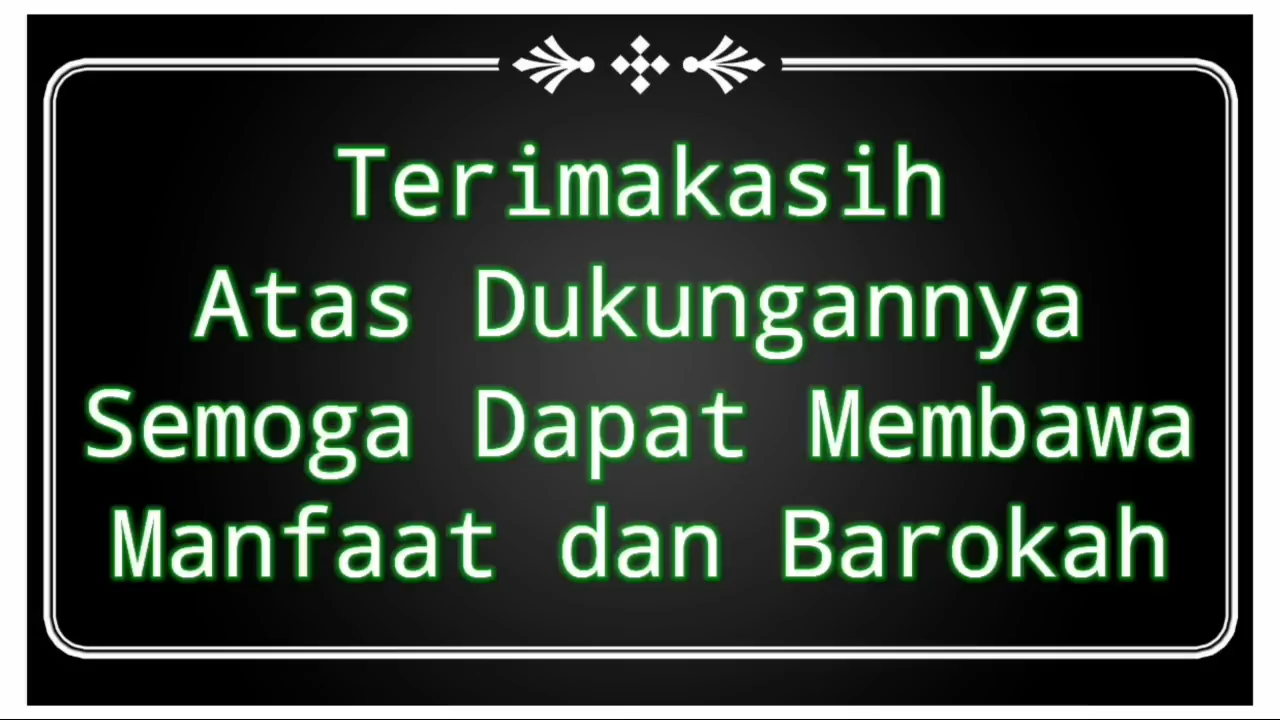 Terimakasih
Atas Dukungannya
Semoga Dapat Membawa
Manfaat dan Barokah